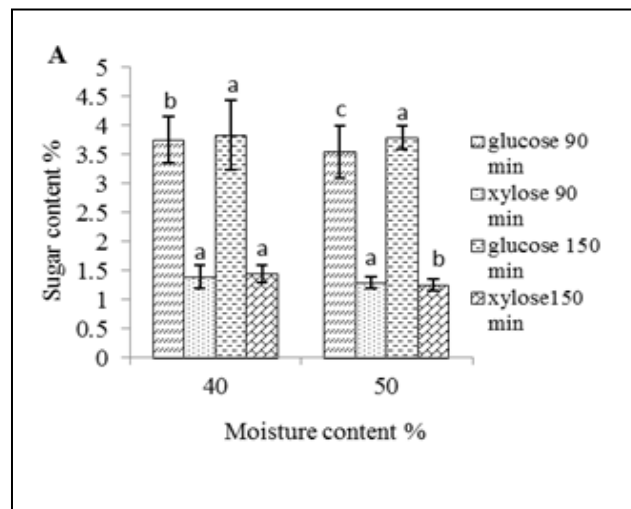 A
5
4.5
4
3.5
3
2.5
2
1.5
1
0.5
0
Sugar content %
b
a
a
a
c
a
a
b
40
50
Moisture content %
glucose 90
min
xylose 90
min
glucose 150
min
xylose150
min